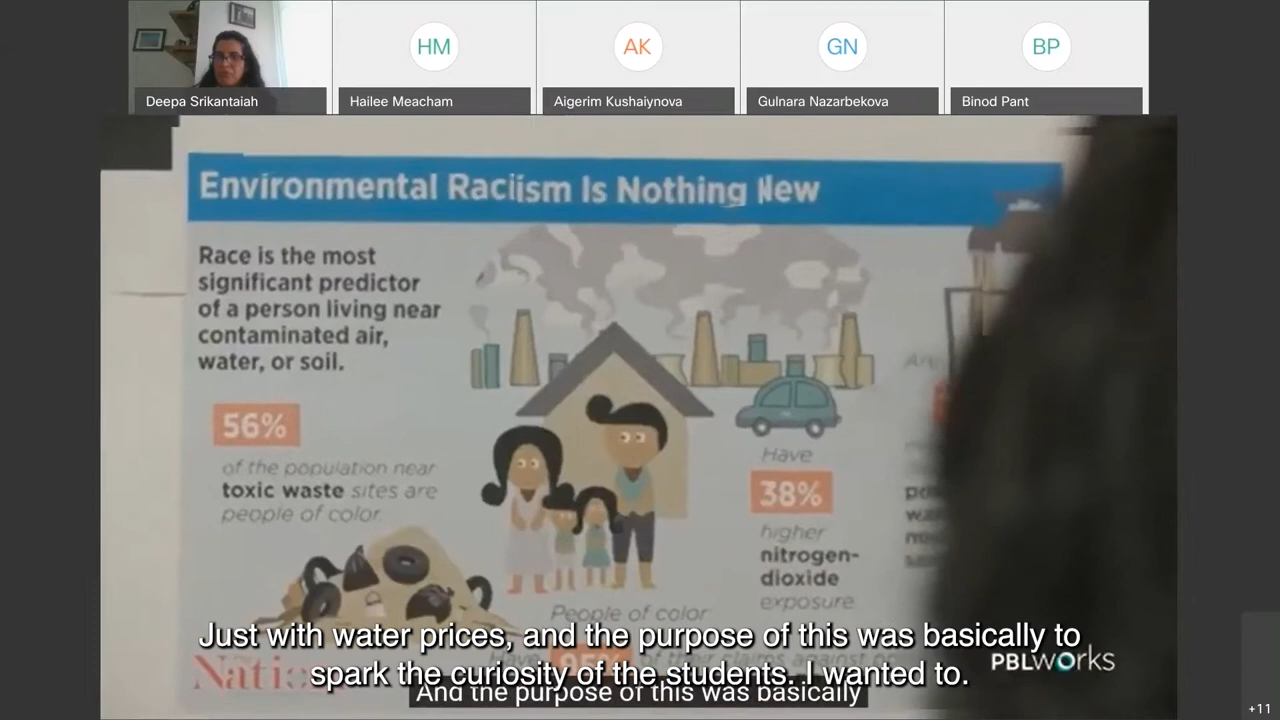 HM
AK
GN
BP
Deepa Srikantaiah
Hailee Meacham
Aigerim Kushaiynova
Gulnara Nazarbekova
Binod Pant
Environmental Raciism Is Nothing New
Race is the most
significant predictor
of a person living near
contaminated air,
water, or soil.
56%
of the population near
toxic waste sites are
people of color.
Have
38%
higher
nitrogen-
dioxide
exposure
People of color
95%
Just with water prices, and the purpose of this was basically to
spark the curiosity of the students. I wanted to.
And the purpose of this was basically
PBLWORKS
+11